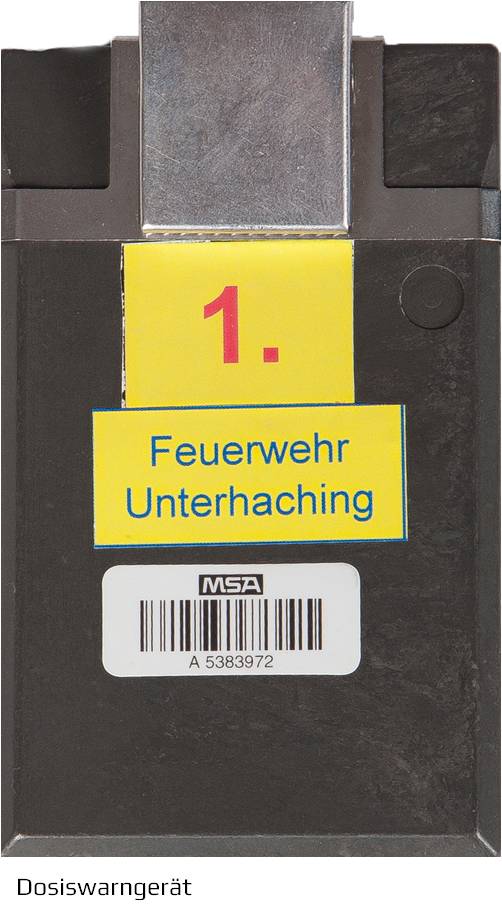 1.
Feuerwehr
Unterhaching
MSA
A 5383972
Dosiswarngerät